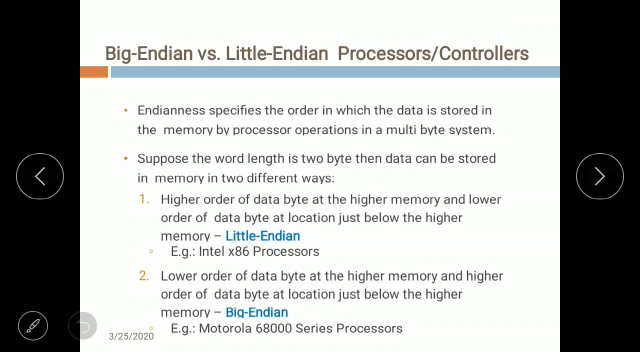 Big-Endian vs. Little-Endian Processors/Controllers
• Endianness specifies the order in which the data is stored in
the memory by processor operations in a multi byte system.
• Suppose the word length is two byte then data can be stored
in memory in two different ways:
1. Higher order of data byte at the higher memory and lower
order of data byte at location just below the higher
memory – Little-Endian
◦ E.g.: Intel x86 Processors
2. Lower order of data byte at the higher memory and higher
order of data byte at location just below the higher
memory – Big-Endian
◦ E.g.: Motorola 68000 Series Processors
3/25/2020